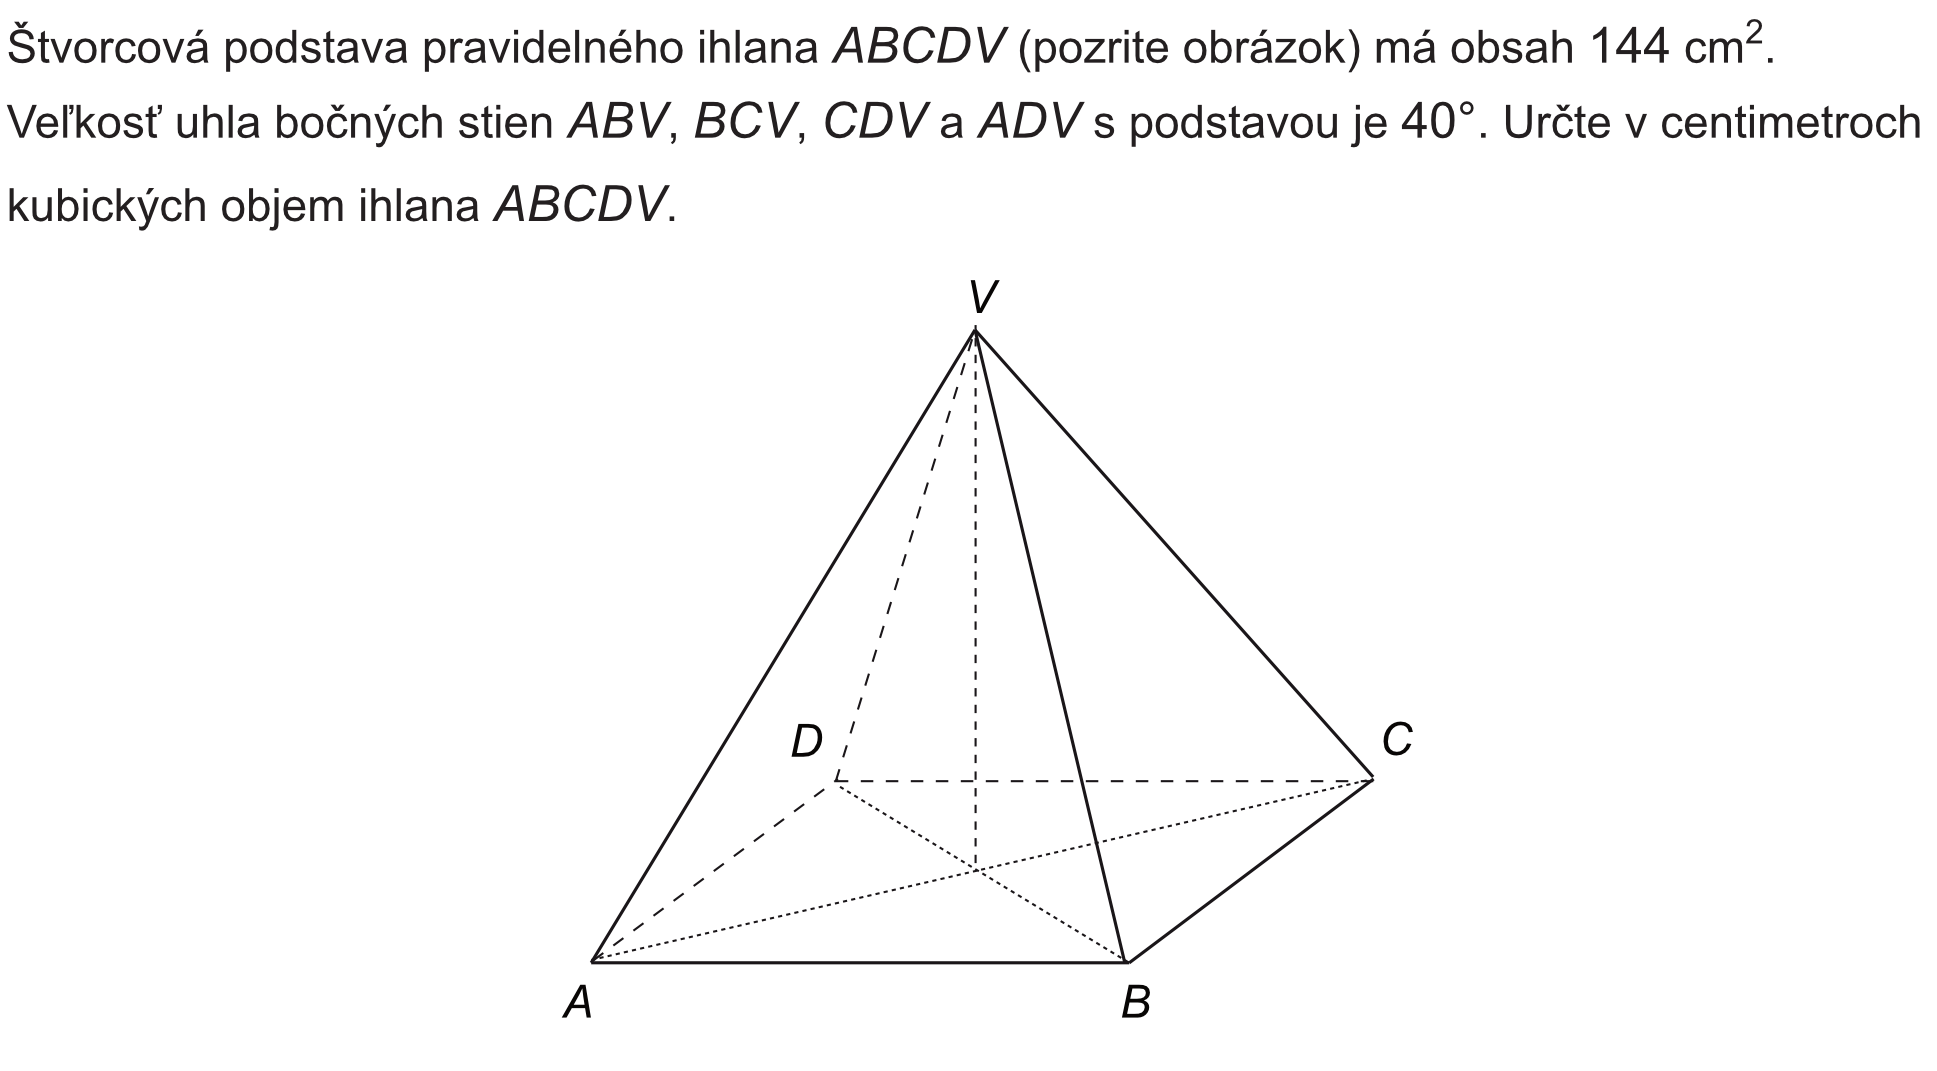 Štvorcová podstava pravidelného ihlana ABCDV (pozrite obrázok) má obsah 144 cm².
Veľkosť uhla bočných stien ABV, BCV, CDV a ADV s podstavou je 40°. Určte v centimetroch
kubických objem ihlana ABCDV.
V
D
C
A
B